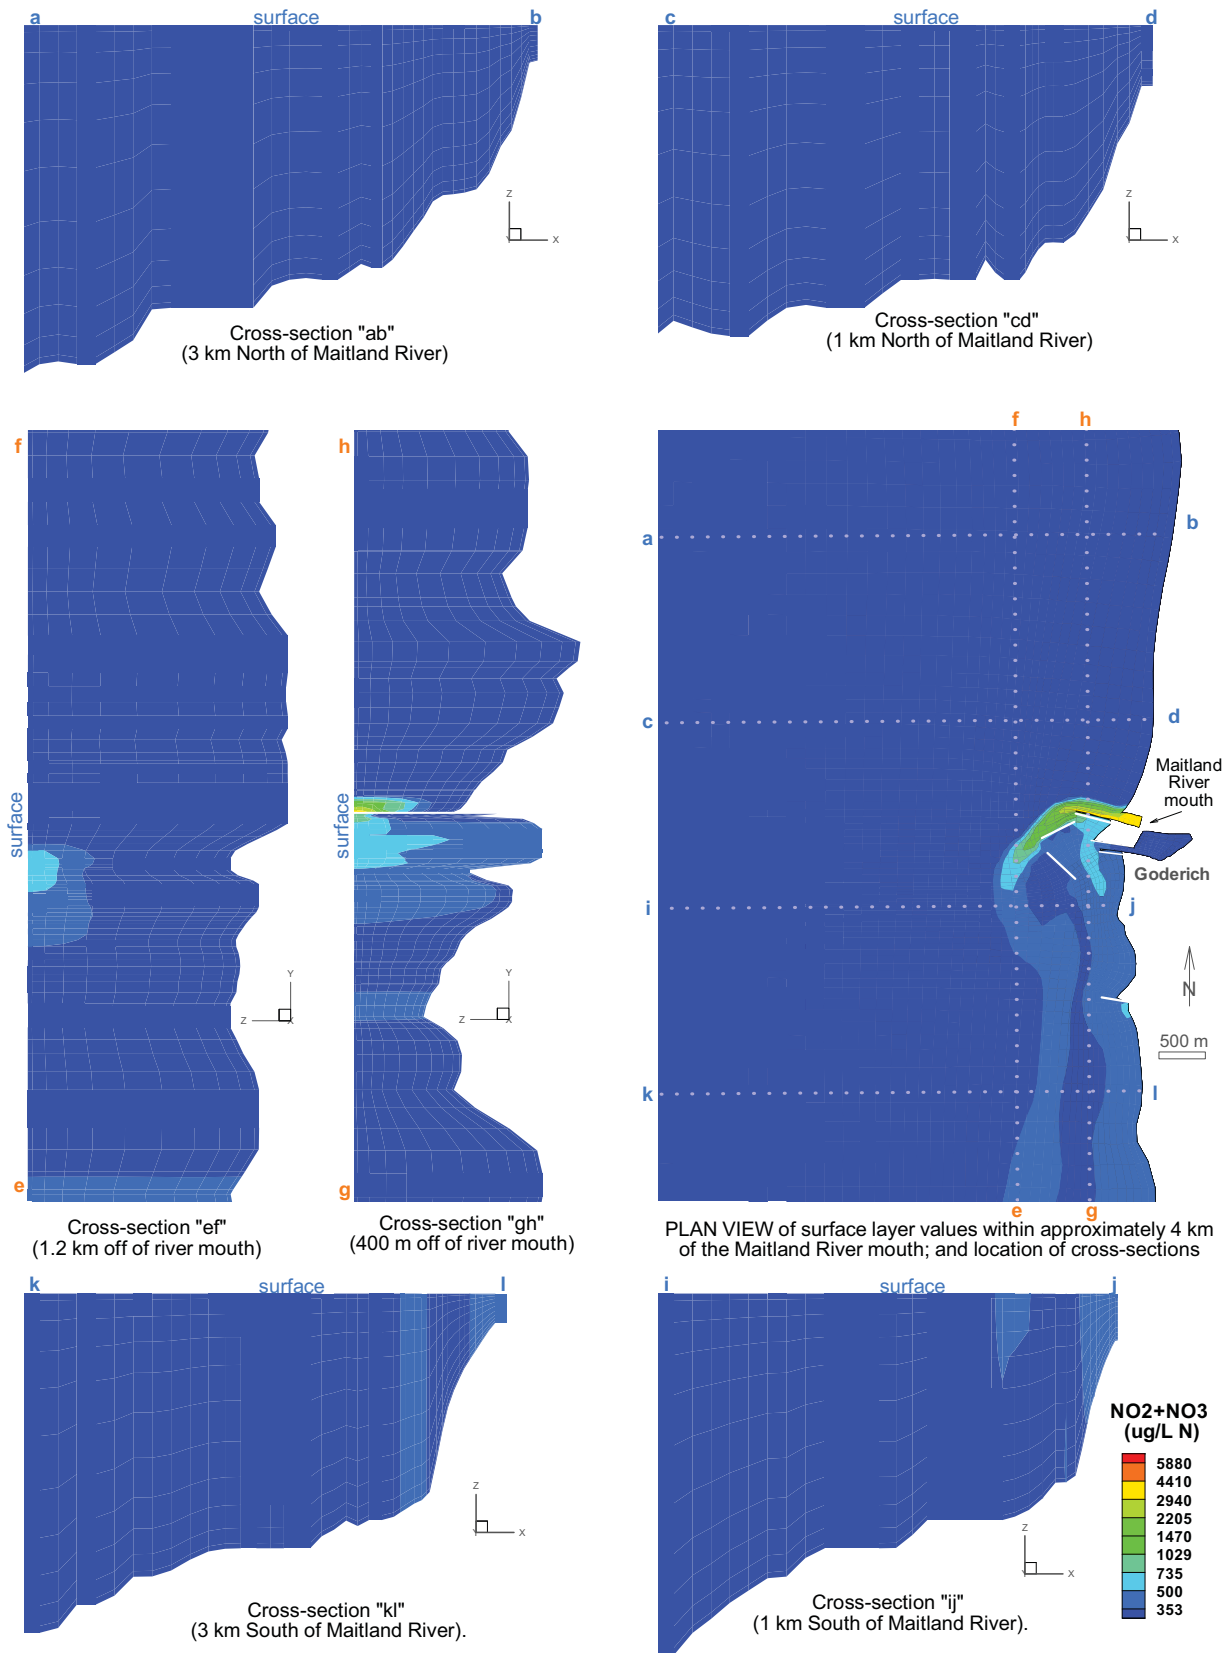 a surface b
c surface d
Z
X
Y
Z
X
Y
Cross-section "ab"
(3 km North of Maitland River)
Cross-section "cd"
(1 km North of Maitland River)
f
surface
e
Y
Z
X
Cross-section "ef"
(1.2 km off of river mouth)
h
surface
g
Y
Z
X
Cross-section "gh"
(400 m off of river mouth)
f h
a b
c d
Maitland
River
mouth
Goderich
i j
N
500 m
k l
e g
PLAN VIEW of surface layer values within approximately 4 km
of the Maitland River mouth; and location of cross-sections
k surface l
Z
X
Y
Cross-section "kl"
(3 km South of Maitland River).
i surface j
Z
X
Y
Cross-section "ij"
(1 km South of Maitland River).
NO2+NO3
(ug/L N)
5880
4410
2940
2205
1470
1029
735
500
353